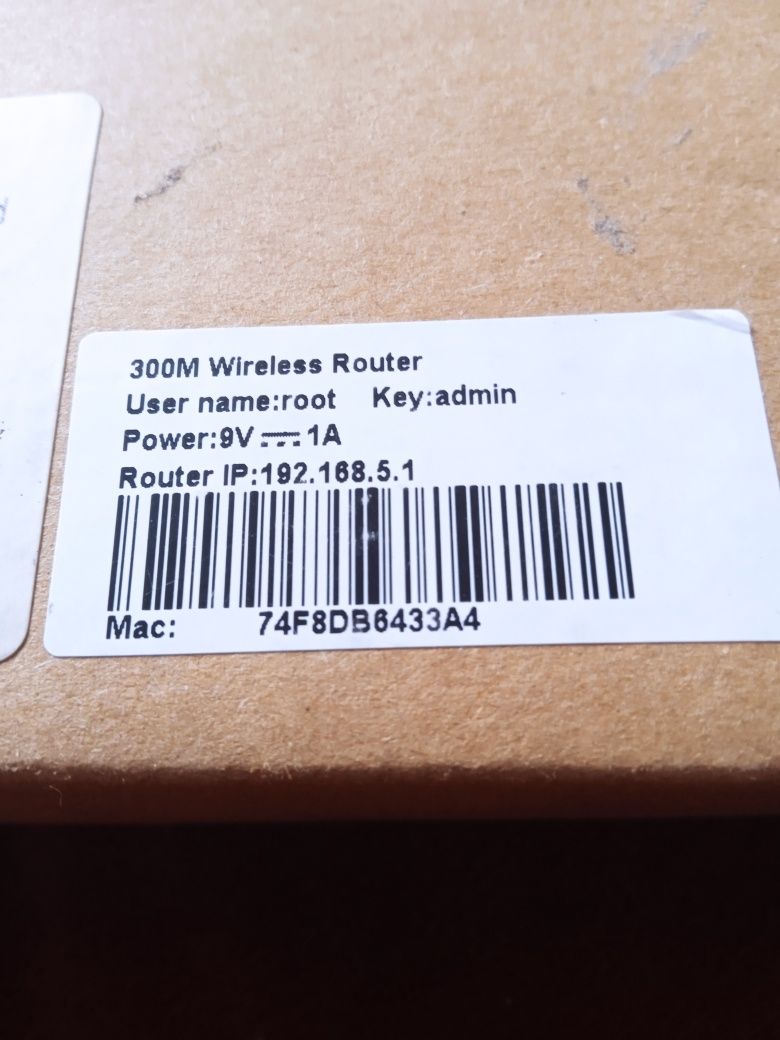 300M Wireless Router
User name:root Key:admin
Power:9V⎓1A
Router IP:192.168.5.1
Mac: 74F8DB6433A4